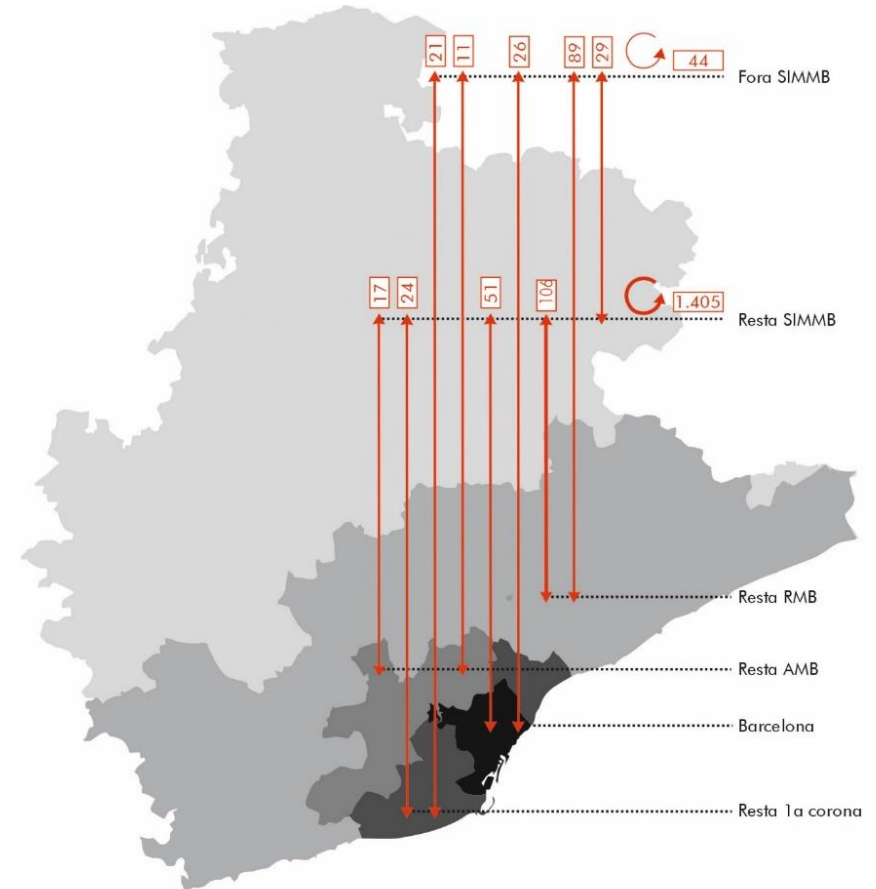 21
11
26
89
29
44
Fora SIMMB
17
24
51
106
1.405
Resta SIMMB
Resta RMB
Resta AMB
Barcelona
Resta 1a corona